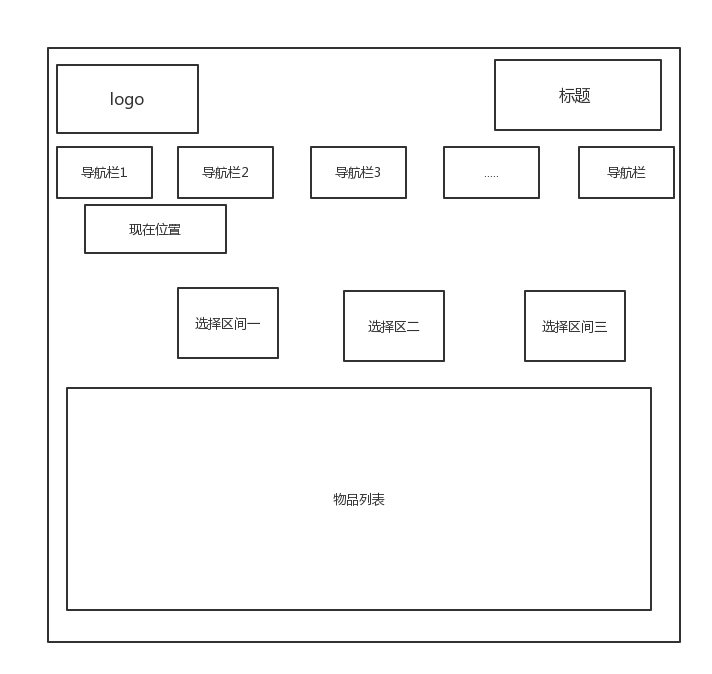 logo
标题
导航栏1
导航栏2
导航栏3
.....
导航栏
现在位置
选择区间一
选择区二
选择区间三
物品列表